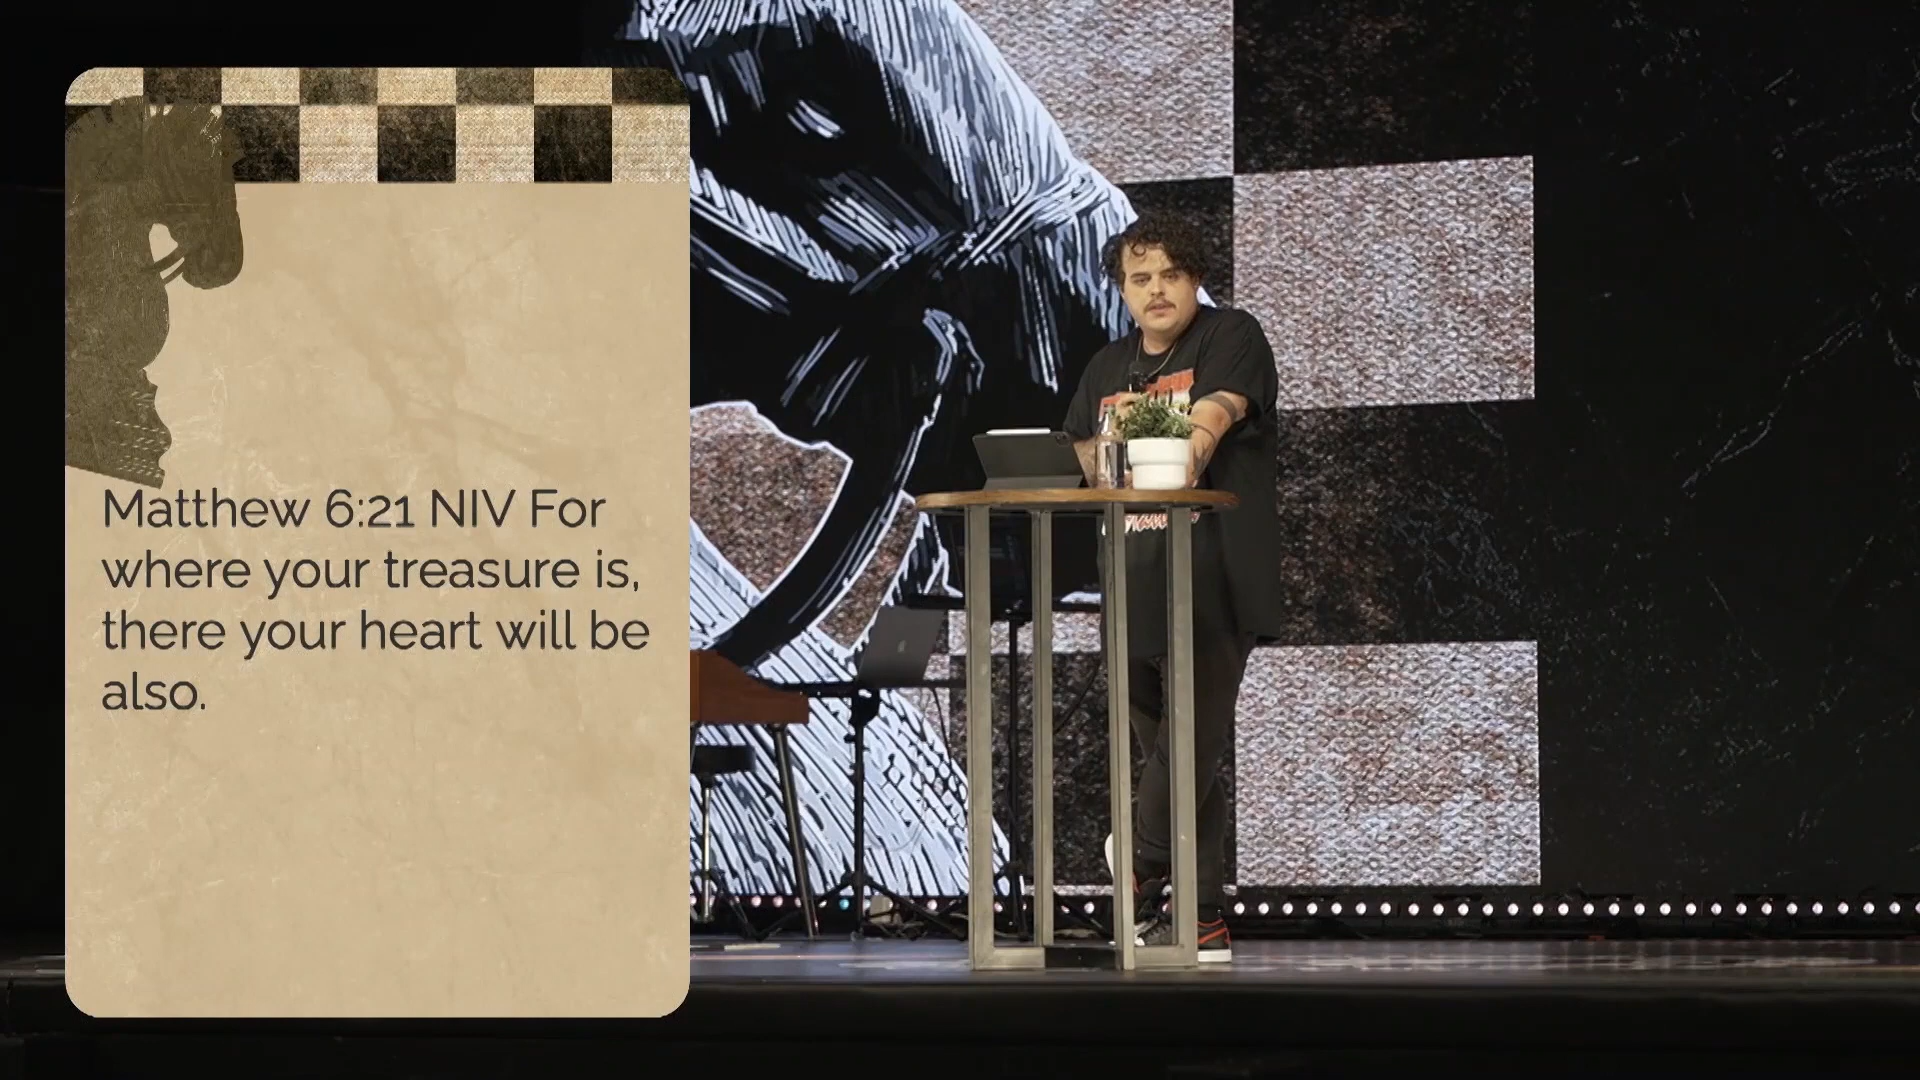 Matthew 6:21 NIV For
where your treasure is,
there your heart will be
also.